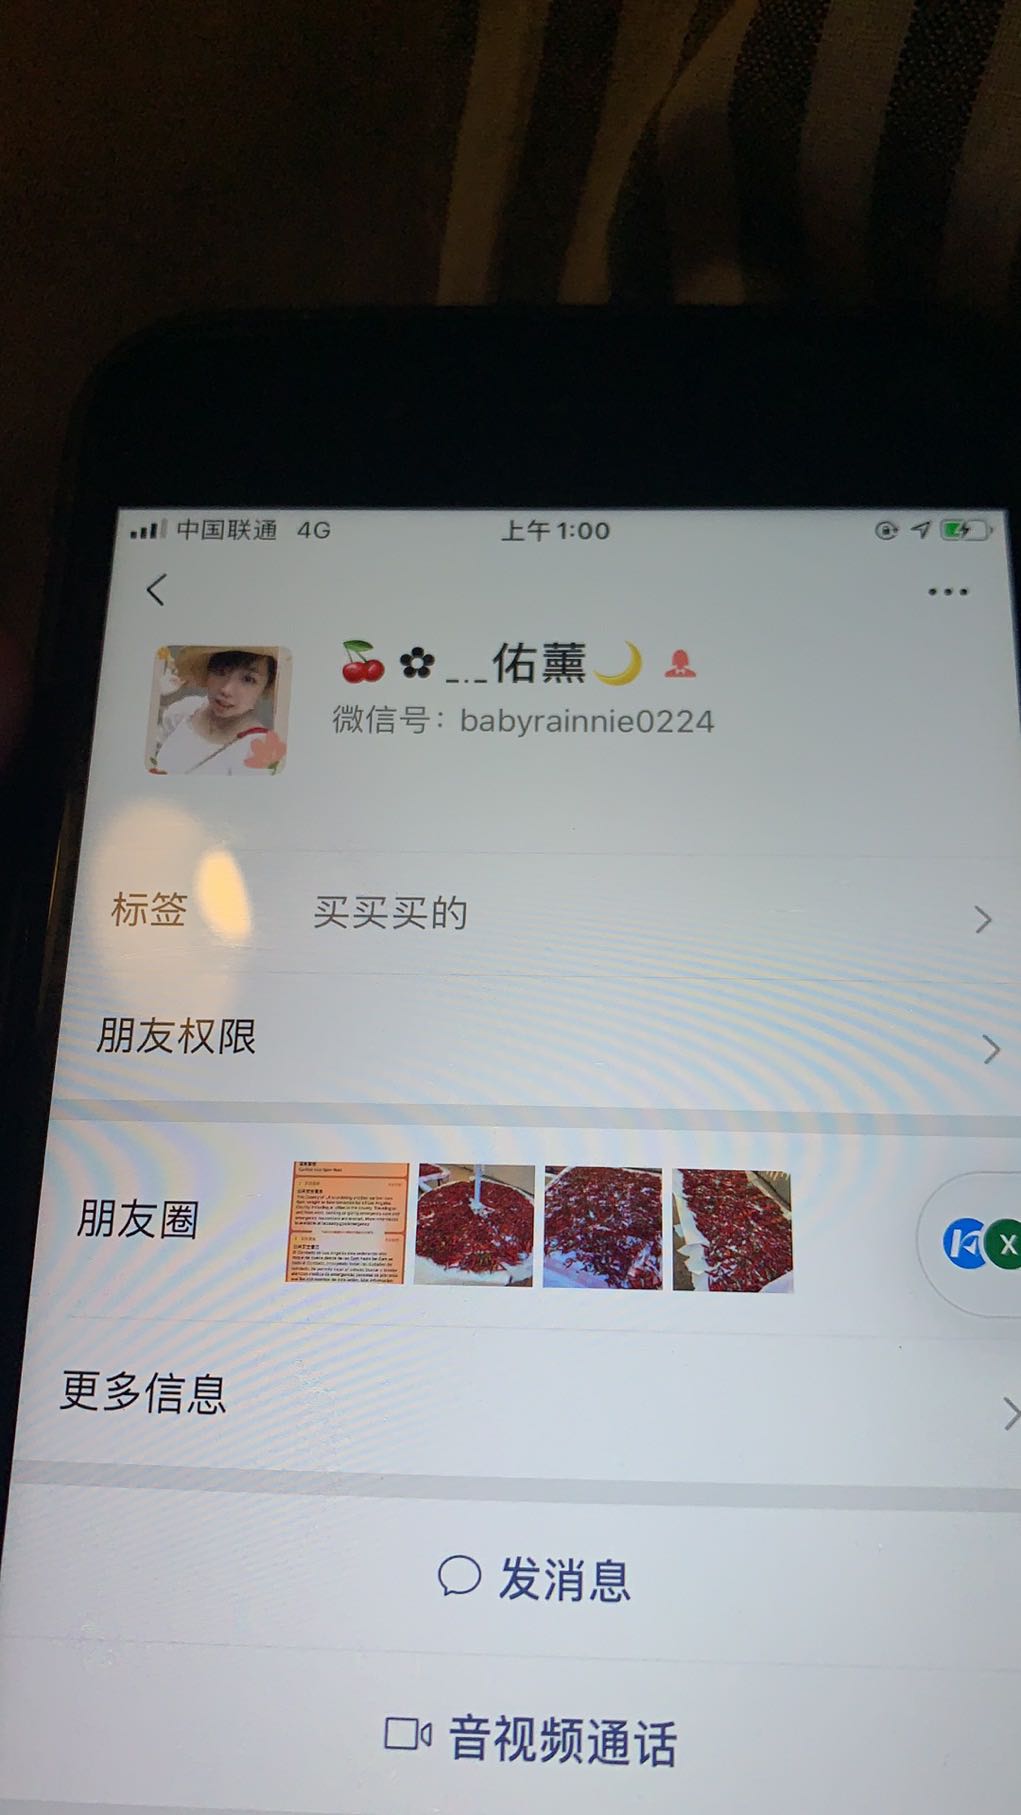 中国联通 4G 上午1:00
🍒✿_._佑薰🌙
微信号：babyrainnie0224
标签 买买买的
朋友权限
朋友圈
X
更多信息
发消息
音视频通话